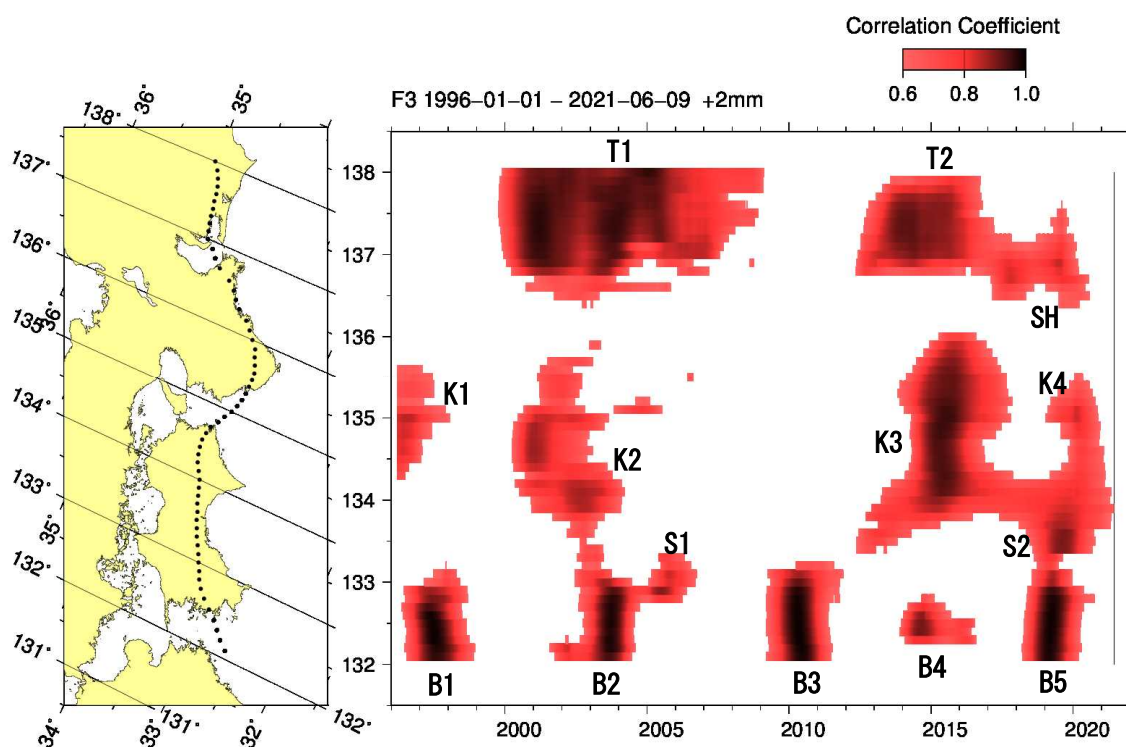 Correlation Coefficient
0.6 0.8 1.0
F3 1996−01−01 − 2021−06−09 +2mm
36° 35°
138°
137°
136°
36°
135°
134°
133°
35°
132°
131°
34° 33° 131° 32° 132°
138
137
136
135
134
133
132
T1 T2
SH
K1 K4
K3
K2
S1 S2
B1 B2 B3 B4 B5
2000 2005 2010 2015 2020